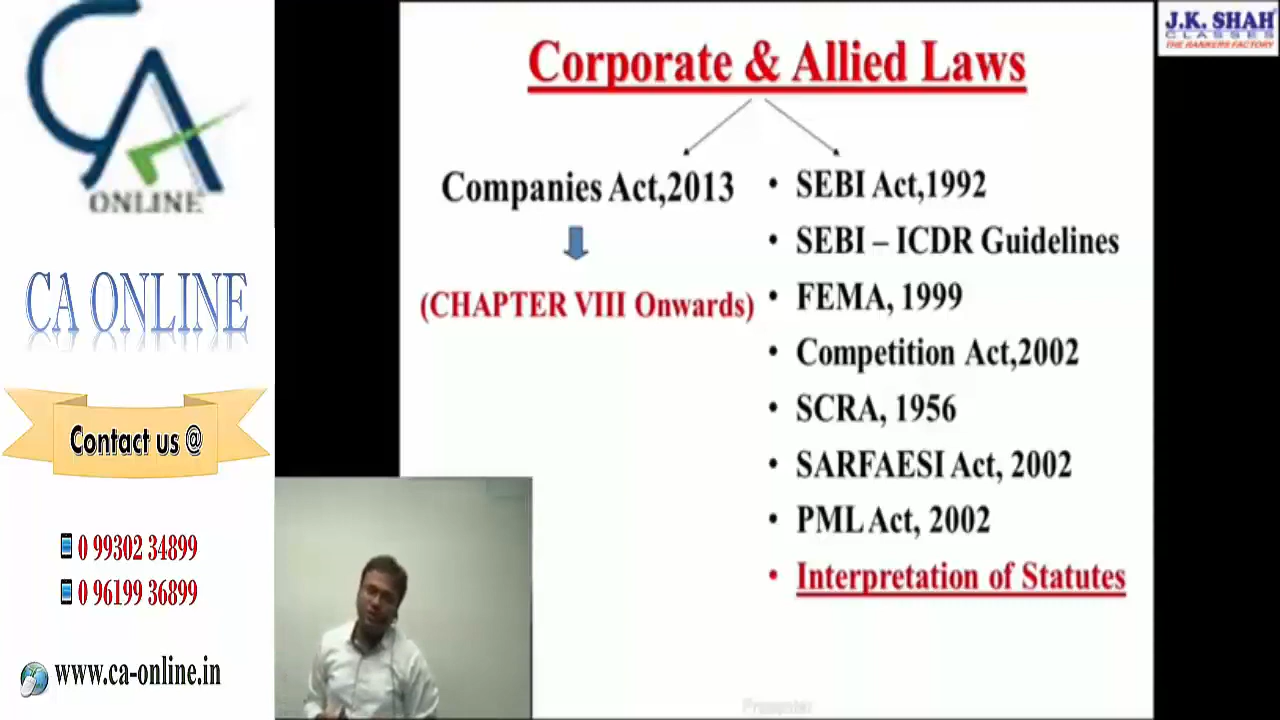 CA
ONLINE
CA ONLINE
Contact us @
0 99302 34899
0 96199 36899
www.ca-online.in
J.K. SHAH
CLASSES
THE RANKERS FACTORY
Corporate & Allied Laws
Companies Act,2013
(CHAPTER VIII Onwards)
• SEBI Act,1992
• SEBI – ICDR Guidelines
• FEMA, 1999
• Competition Act,2002
• SCRA, 1956
• SARFAESI Act, 2002
• PML Act, 2002
• Interpretation of Statutes
Presenter